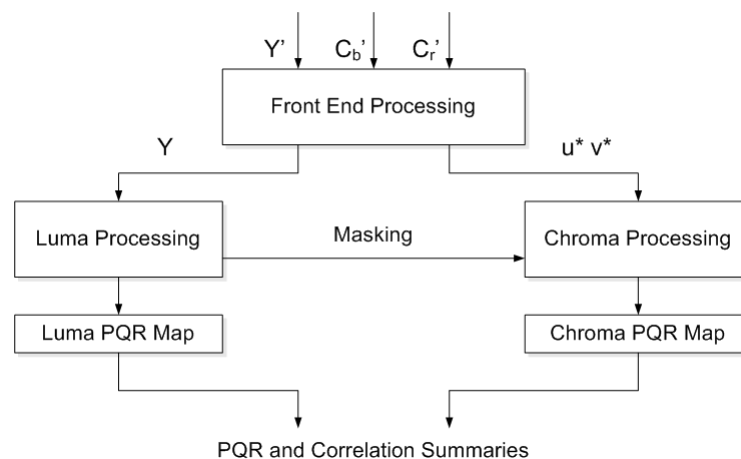 Y’ Cb’ Cr’
Front End Processing
Y u* v*
Luma Processing Masking Chroma Processing
Luma PQR Map Chroma PQR Map
PQR and Correlation Summaries